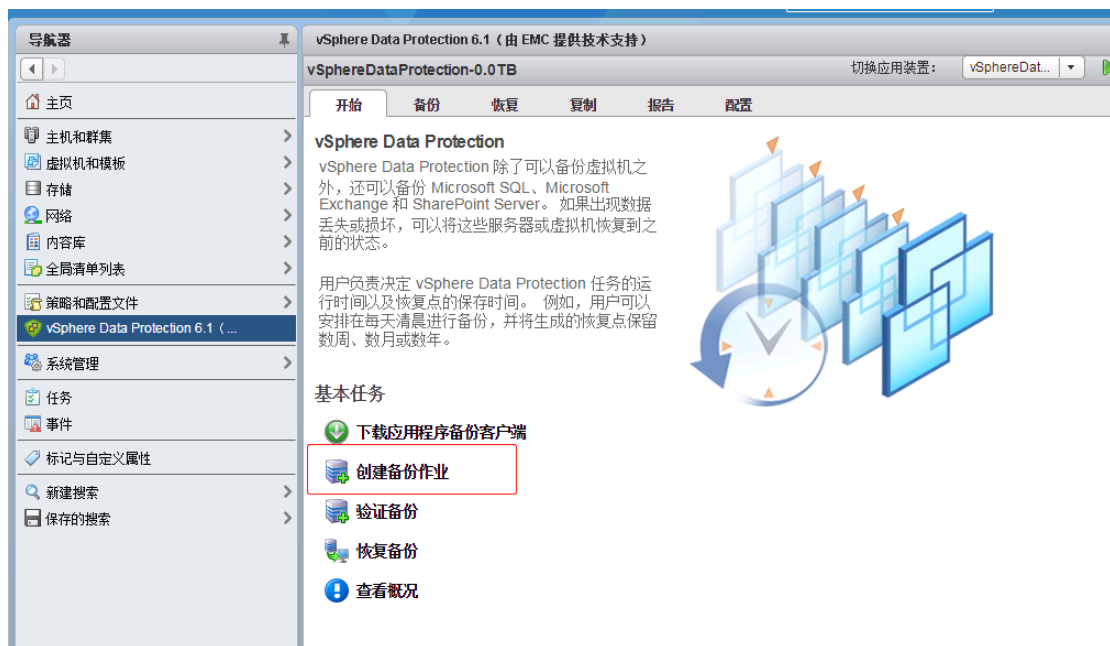 导航器
主页
主机和群集
虚拟机和模板
存储
网络
内容库
全局清单列表
策略和配置文件
vSphere Data Protection 6.1（...
系统管理
任务
事件
标记与自定义属性
新建搜索
保存的搜索
vSphere Data Protection 6.1（由 EMC 提供技术支持）
vSphereDataProtection-0.0TB
切换应用装置：
vSphereDat...
开始 备份 恢复 复制 报告 配置
vSphere Data Protection
vSphere Data Protection 除了可以备份虚拟机之
外，还可以备份 Microsoft SQL、Microsoft
Exchange 和 SharePoint Server。如果出现数据
丢失或损坏，可以将这些服务器或虚拟机恢复到之
前的状态。
用户负责决定 vSphere Data Protection 任务的运
行时间以及恢复点的保存时间。 例如，用户可以
安排在每天清晨进行备份，并将生成的恢复点保留
数周、数月或数年。
基本任务
下载应用程序备份客户端
创建备份作业
验证备份
恢复备份
查看概况